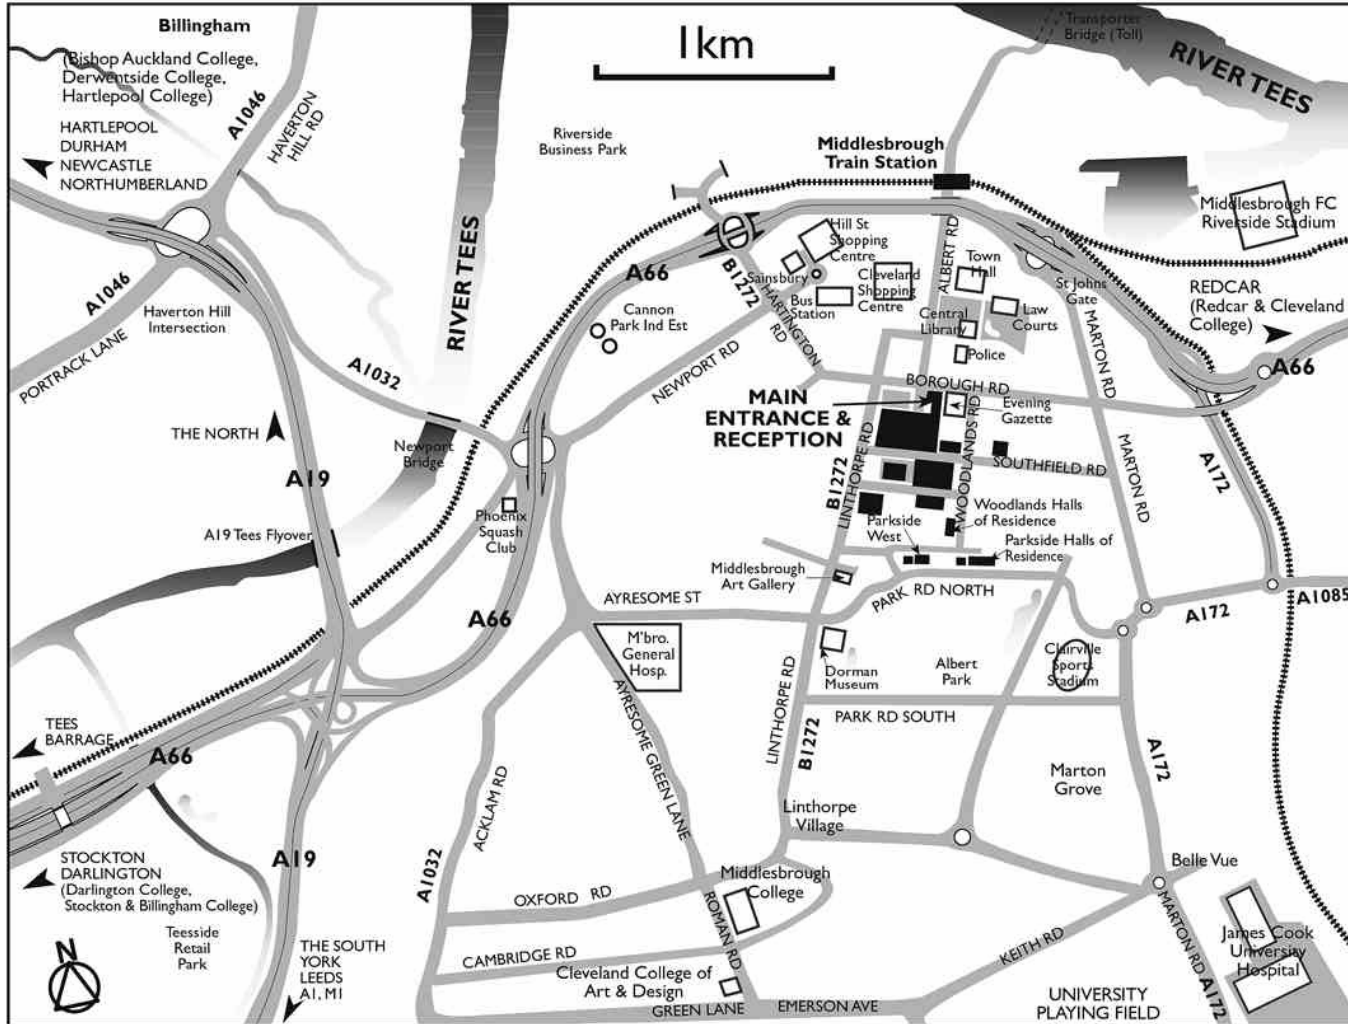 Billingham
(Bishop Auckland College,
Derwentside College,
Hartlepool College)
HARTLEPOOL
DURHAM
NEWCASTLE
NORTHUMBERLAND
A1046
HAVERTON
HILL RD
1km
Riverside
Business Park
Transporter
Bridge (Toll)
RIVER TEES
Middlesbrough
Train Station
Middlesbrough FC
Riverside Stadium
RIVER TEES
A1046
PORTRACK LANE
Haverton Hill
Intersection
A66
B1272
Hill St
Shopping
Centre
Sainsbury
Cleveland
Shopping
Centre
Bus
Station
HARTINGTON
RD
ALBERT RD
Town
Hall
Central
Library
Law
Courts
Police
St Johns
Gate
REDCAR
(Redcar & Cleveland
College)
A66
MARTON RD
Cannon
Park Ind Est
NEWPORT RD
A1032
BOROUGH RD
MAIN
ENTRANCE &
RECEPTION
Evening
Gazette
WOODLANDS RD
THE NORTH
A19
Newport
Bridge
LINTHORPE RD
B1272
SOUTHFIELD RD
MARTON RD
A172
A19 Tees Flyover
Phoenix
Squash
Club
Parkside
West
Woodlands Halls
of Residence
Parkside Halls of
Residence
Middlesbrough
Art Gallery
PARK RD NORTH
AYRESOME ST
A66
A172
A1085
M'bro.
General
Hosp.
Dorman
Museum
Albert
Park
Clairville
Sports
Stadium
LINTHORPE RD
B1272
PARK RD SOUTH
TEES
BARRAGE
A66
ACKLAM RD
AYRESOME GREEN LANE
A172
Marton
Grove
Linthorpe
Village
STOCKTON
DARLINGTON
(Darlington College,
Stockton & Billingham College)
A19
A1032
Middlesbrough
College
Belle Vue
OXFORD RD
ROMAN RD
MARTON RD
Teesside
Retail
Park
N
THE SOUTH
YORK
LEEDS
A1, M1
CAMBRIDGE RD
Cleveland College of
Art & Design
KEITH RD
James Cook
University
Hospital
A172
GREEN LANE
EMERSON AVE
UNIVERSITY
PLAYING FIELD